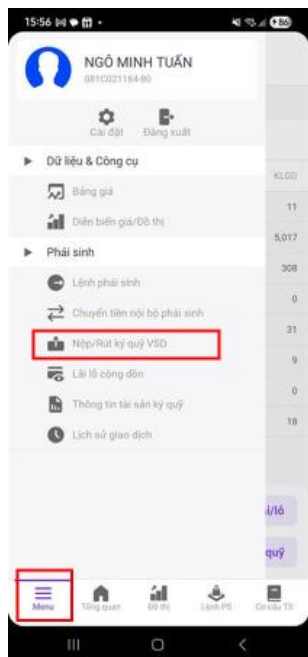 15:56
86
NGÔ MINH TUẤN
Cài đặt
Đăng xuất
Dữ liệu & Công cụ
KLGD
Bảng giá
11
Diễn biến giá/Đồ thị
5,017
Phái sinh
308
Lệnh phái sinh
0
Chuyển tiền nội bộ phái sinh
31
Nộp/Rút ký quỹ VSD
9
Lãi lỗ cộng dồn
0
Thông tin tài sản ký quỹ
18
Lịch sử giao dịch
i/lỗ
quỹ
Menu
Tổng quan
Đồ thị
Lệnh PS
Cơ cấu TS